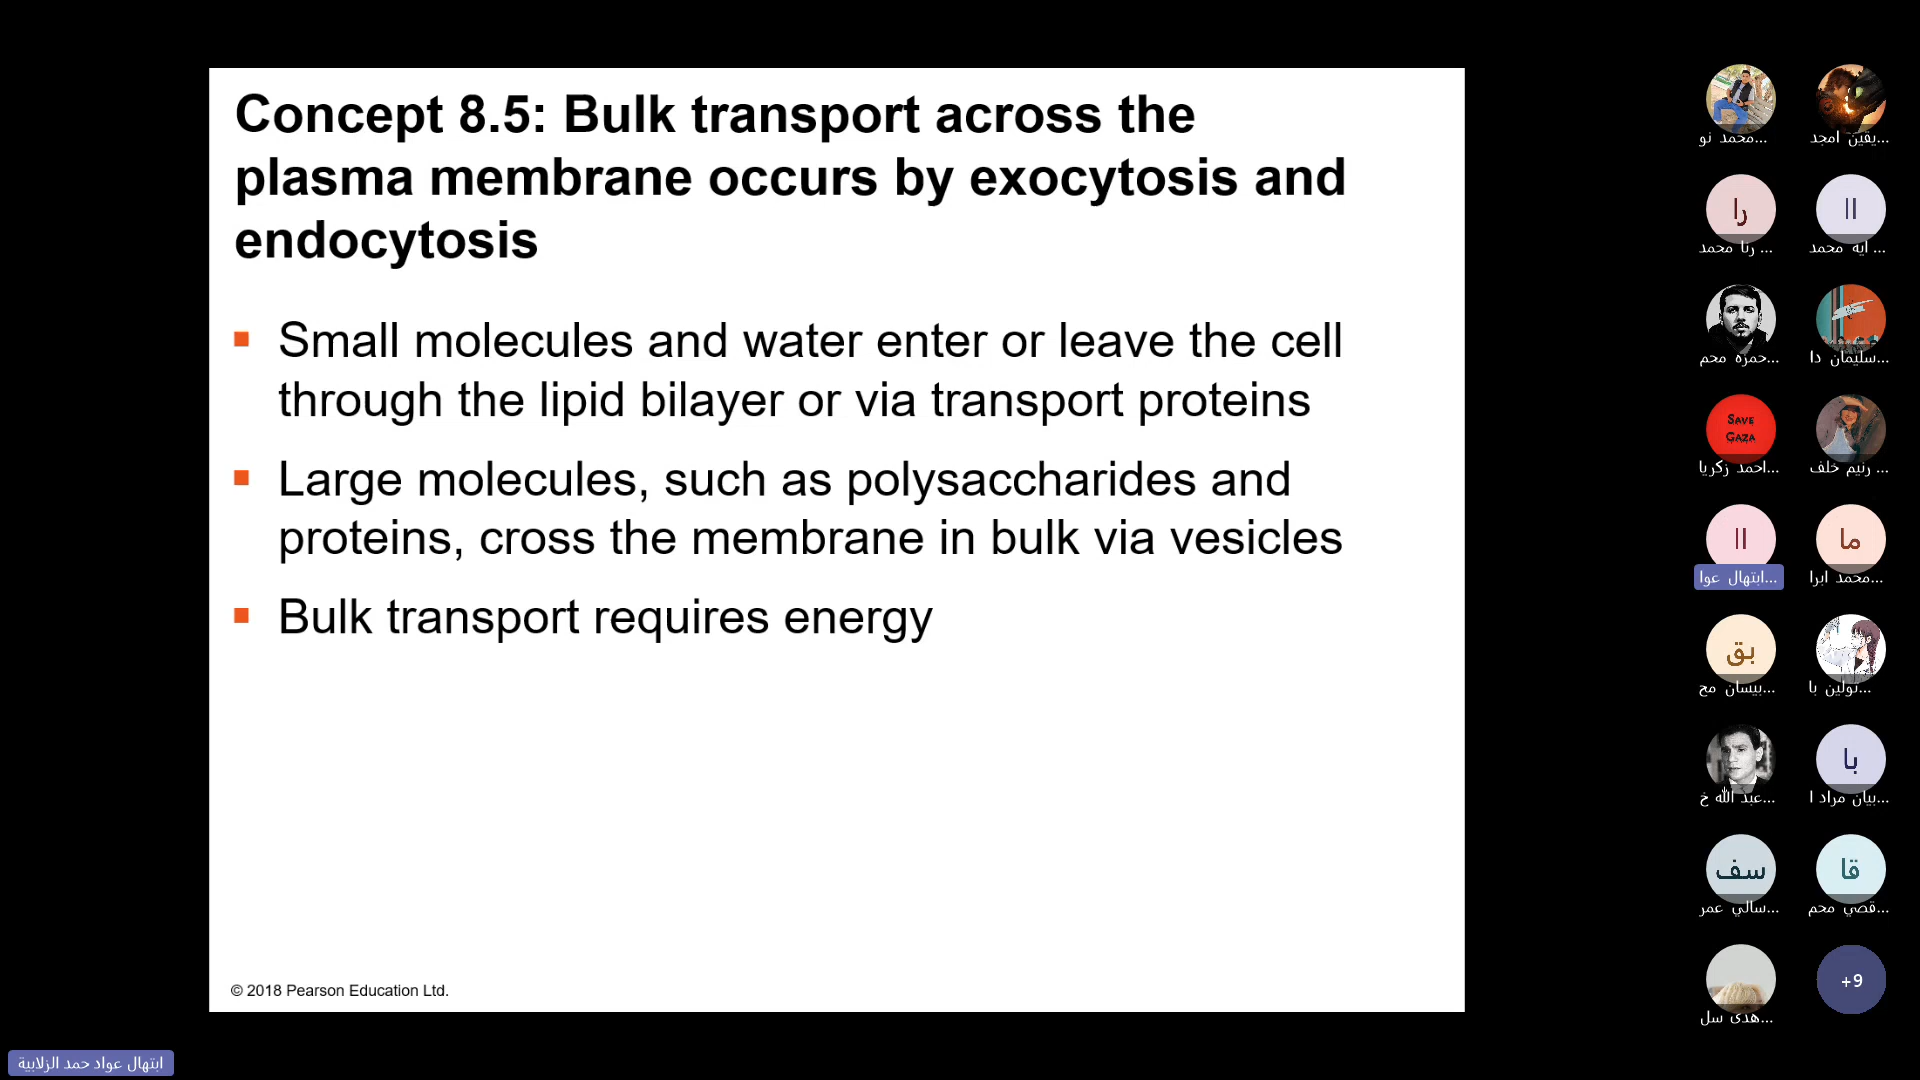 Concept 8.5: Bulk transport across the
plasma membrane occurs by exocytosis and
endocytosis
Small molecules and water enter or leave the cell
through the lipid bilayer or via transport proteins
Large molecules, such as polysaccharides and
proteins, cross the membrane in bulk via vesicles
Bulk transport requires energy
© 2018 Pearson Education Ltd.
محمد نو...
يقين امجد...
را
اا
رنا محمد ...
ايه محمد ...
حمزه محم...
سليمان دا...
SAVE
GAZA
احمد زكريا...
رنيم خلف ...
اا
ما
ابتهال عوا...
محمد ابرا...
بق
بيسان مح...
تولين با...
با
عبد الله خ...
بيان مراد ا...
سف
قا
سالي عمر...
قصي محم...
+9
هدى سل...
ابتهال عواد حمد الزلابية